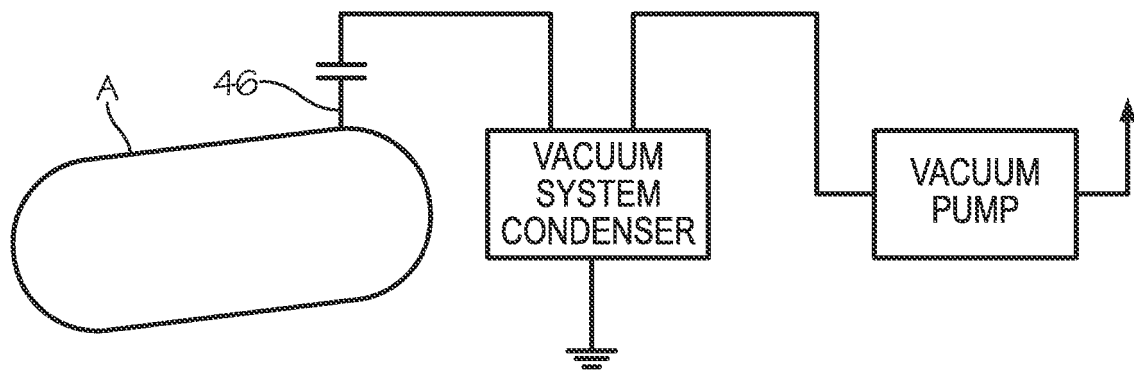 A
46
VACUUM
SYSTEM
CONDENSER
VACUUM
PUMP